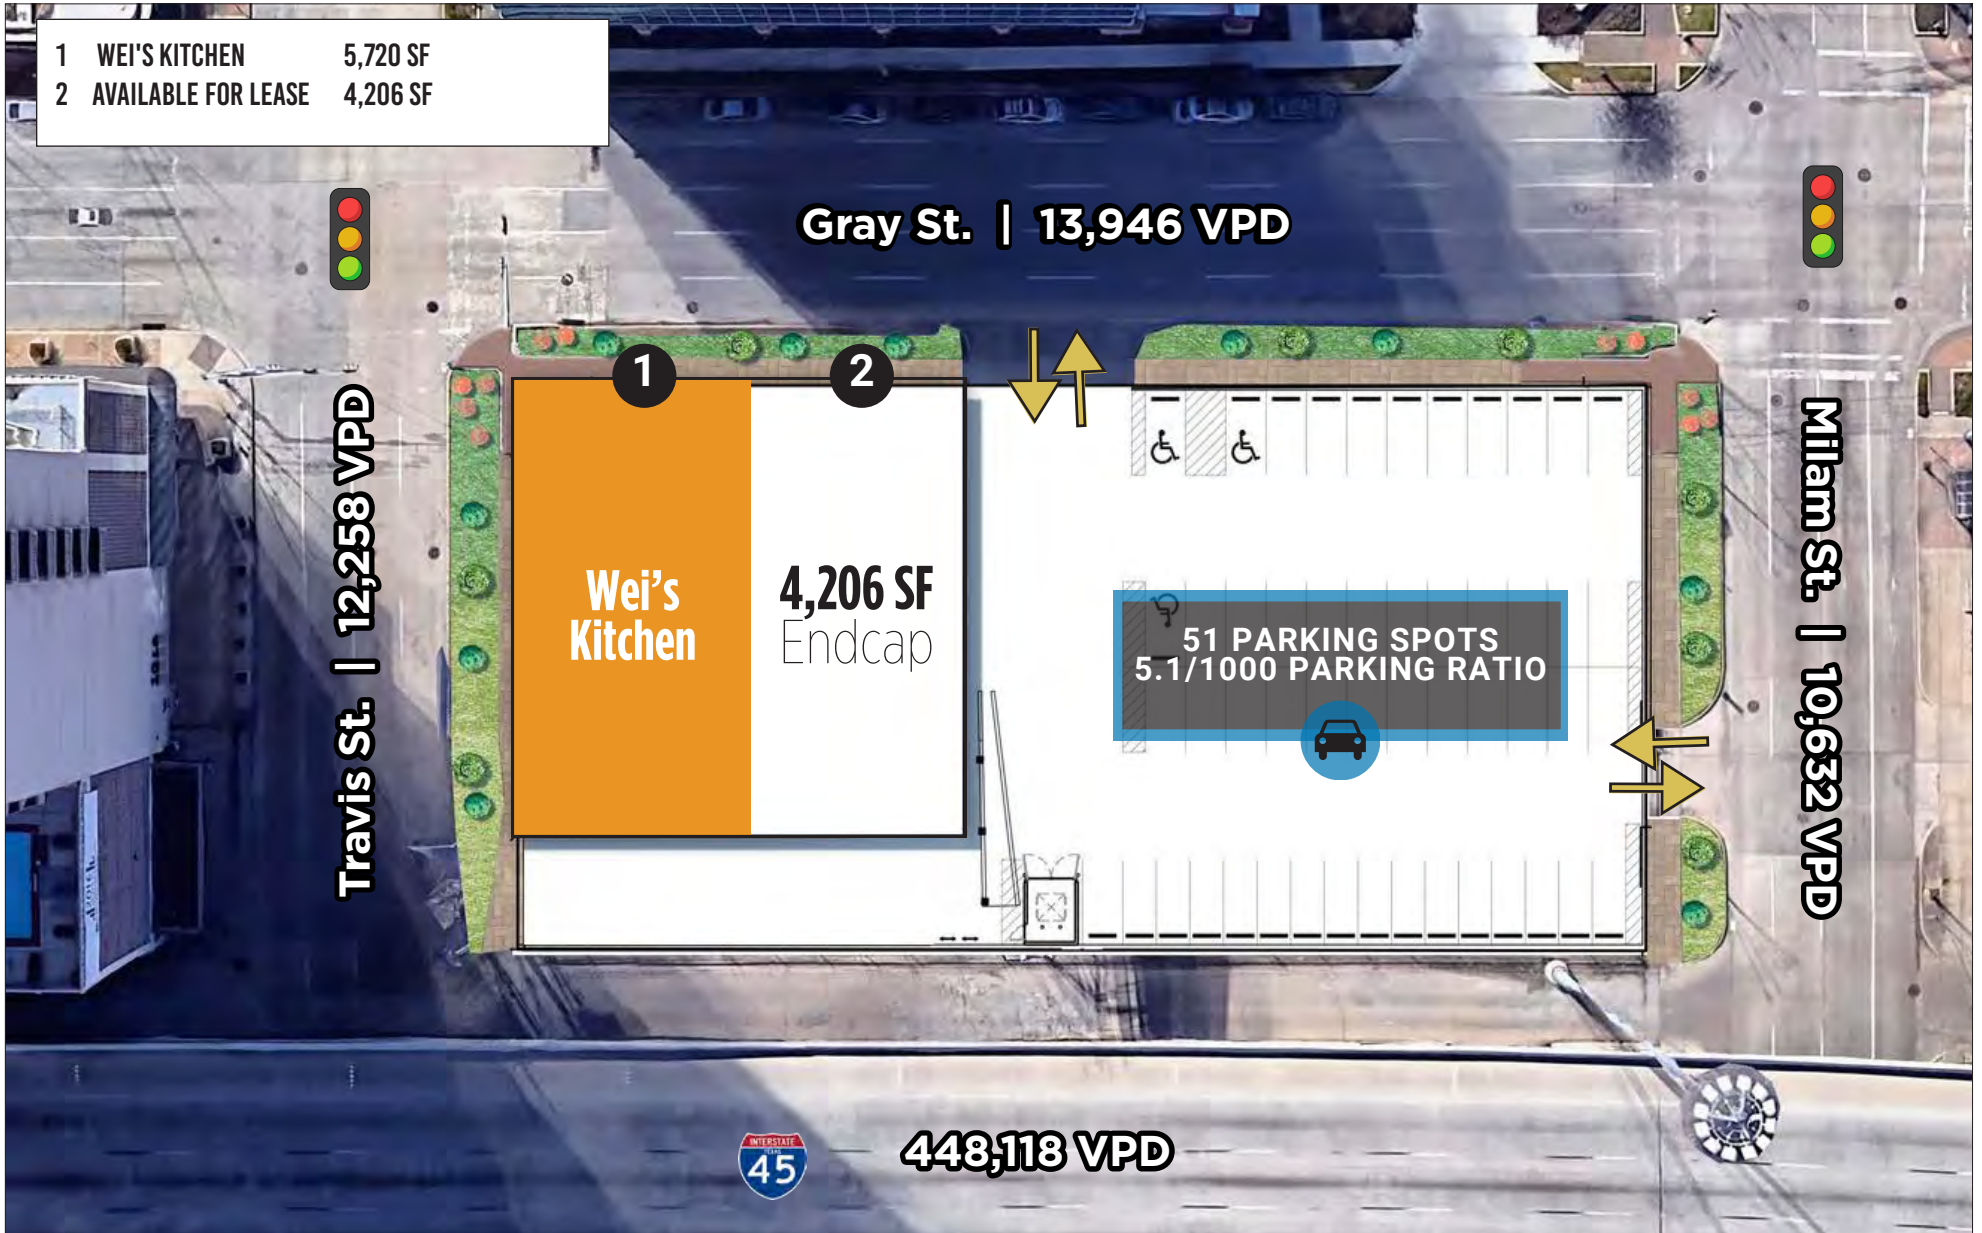 1 WEI'S KITCHEN 5,720 SF
2 AVAILABLE FOR LEASE 4,206 SF
Gray St. | 13,946 VPD
Travis St. | 12,258 VPD
Milam St. | 10,632 VPD
1
2
Wei's
Kitchen
4,206 SF
Endcap
51 PARKING SPOTS
5.1/1000 PARKING RATIO
INTERSTATE
TEXAS
45
448,118 VPD